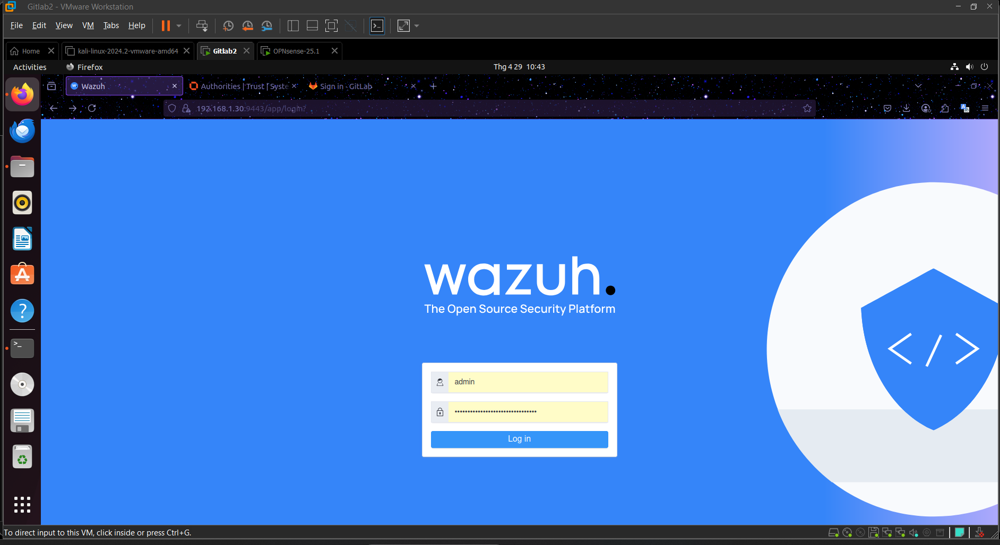 Gitlab2 - VMware Workstation
File Edit View VM Tabs Help
Home kali-linux-2024.2-vmware-amd64 Gitlab2 OPNsense-25.1
Activities Firefox Thg 4 29 10:43
Wazuh Authorities | Trust | Syste Sign in · GitLab
192.168.1.30:9443/app/login?
wazuh.
The Open Source Security Platform
admin
••••••••••••••••••••••••••••••••
Log in
To direct input to this VM, click inside or press Ctrl+G.